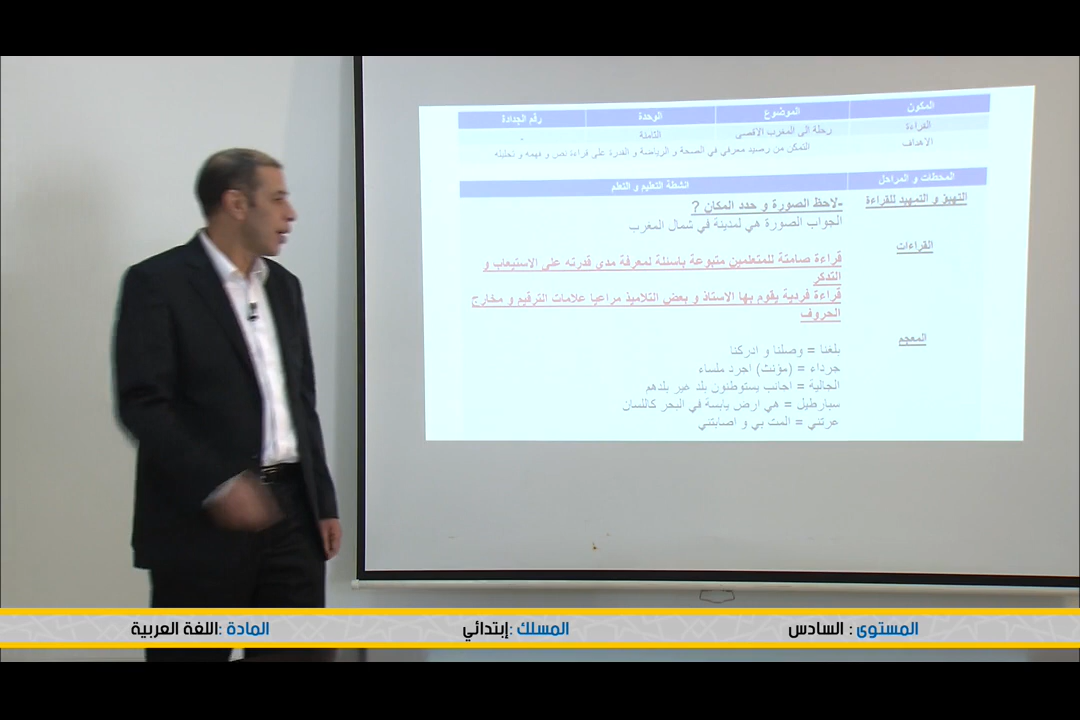 المكون الموضوع الوحدة رقم الجذاذة
القراءة رحلة الى المغرب الاقصى الثامنة -
الأهداف التمكن من رصيد معرفي في الصحة و الرياضة و القدرة على قراءة نص و فهمه و تحليله
المحطات و المراحل انشطة التعليم و التعلم
التهيئ و التمهيد للقراءة -لاحظ الصورة و حدد المكان ?
الجواب الصورة هي لمدينة في شمال المغرب
القراءات
قراءة صامتة للمتعلمين متبوعة باسئلة لمعرفة مدى قدرته على الاستيعاب و
التذكر
قراءة فردية يقوم بها الاستاذ و بعض التلاميذ مراعيا علامات الترقيم و مخارج
الحروف
المعجم
بلغنا = وصلنا و ادركنا
جرداء = (مؤنث) اجرد ملساء
الجالية = اجانب يستوطنون بلد غير بلدهم
سبارطيل = هي ارض يابسة في البحر كاللسان
عرتني = المت بي و اصابتني
المستوى : السادس المسلك :إبتدائي المادة :اللغة العربية